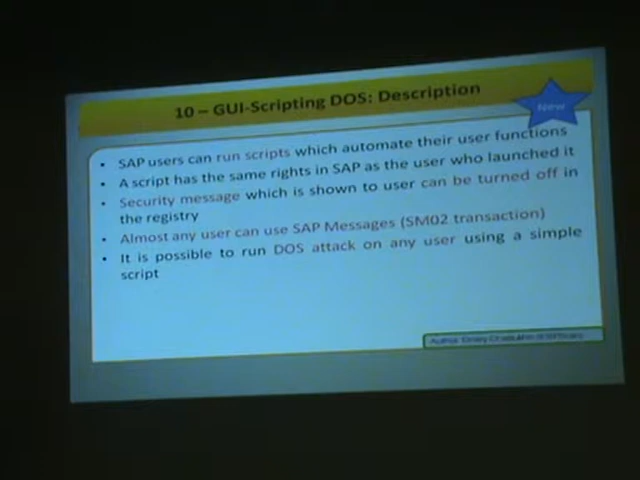 10 – GUI-Scripting DOS: Description
New
• SAP users can run scripts which automate their user functions
• A script has the same rights in SAP as the user who launched it
• Security message which is shown to user can be turned off in
the registry
• Almost any user can use SAP Messages (SM02 transaction)
• It is possible to run DOS attack on any user using a simple
script
Author: Dmitry